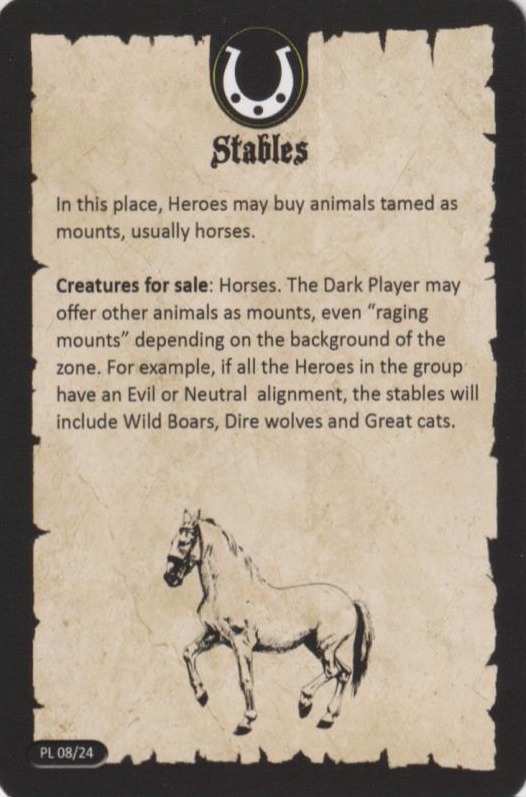 Stables
In this place, Heroes may buy animals tamed as
mounts, usually horses.
Creatures for sale: Horses. The Dark Player may
offer other animals as mounts, even “raging
mounts” depending on the background of the
zone. For example, if all the Heroes in the group
have an Evil or Neutral alignment, the stables will
include Wild Boars, Dire wolves and Great cats.
PL 08/24